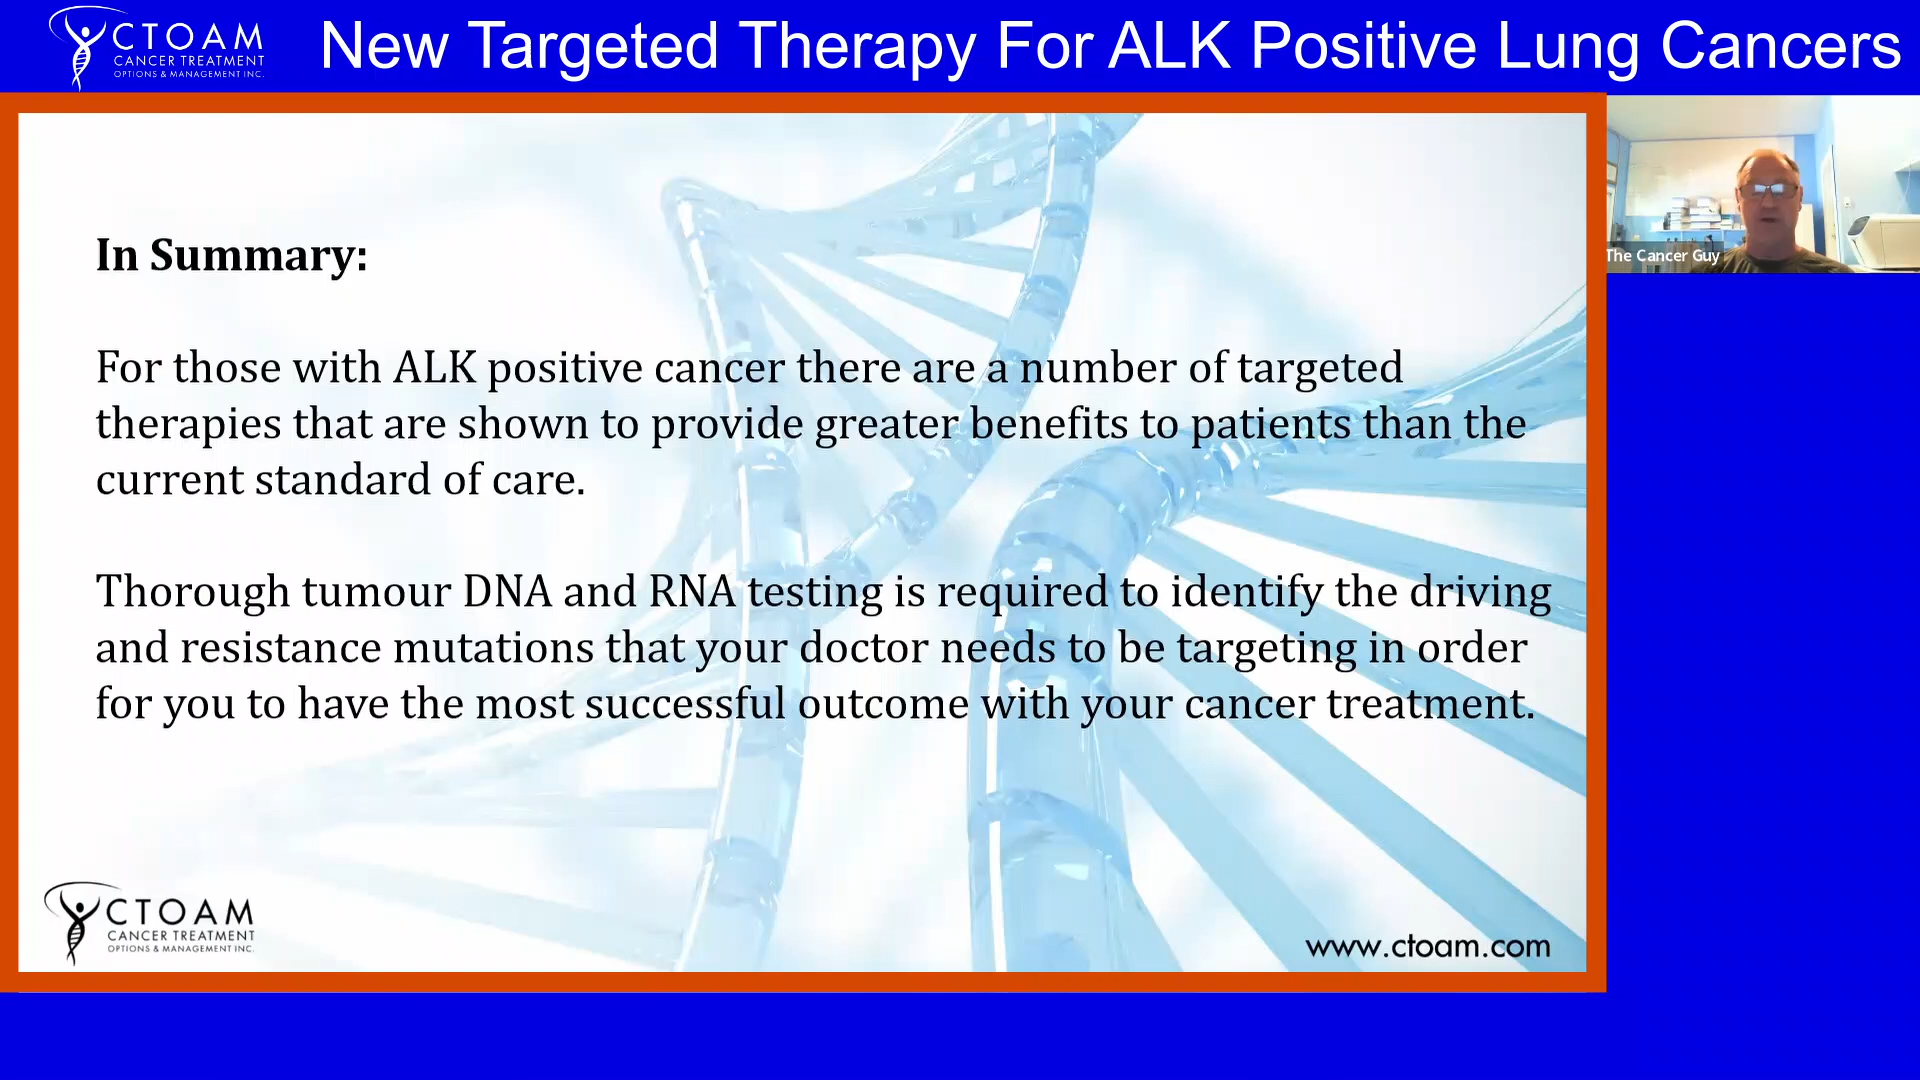 CTOAM
CANCER TREATMENT
OPTIONS & MANAGEMENT INC.
New Targeted Therapy For ALK Positive Lung Cancers
The Cancer Guy
In Summary:
For those with ALK positive cancer there are a number of targeted
therapies that are shown to provide greater benefits to patients than the
current standard of care.
Thorough tumour DNA and RNA testing is required to identify the driving
and resistance mutations that your doctor needs to be targeting in order
for you to have the most successful outcome with your cancer treatment.
CTOAM
CANCER TREATMENT
OPTIONS & MANAGEMENT INC.
www.ctoam.com